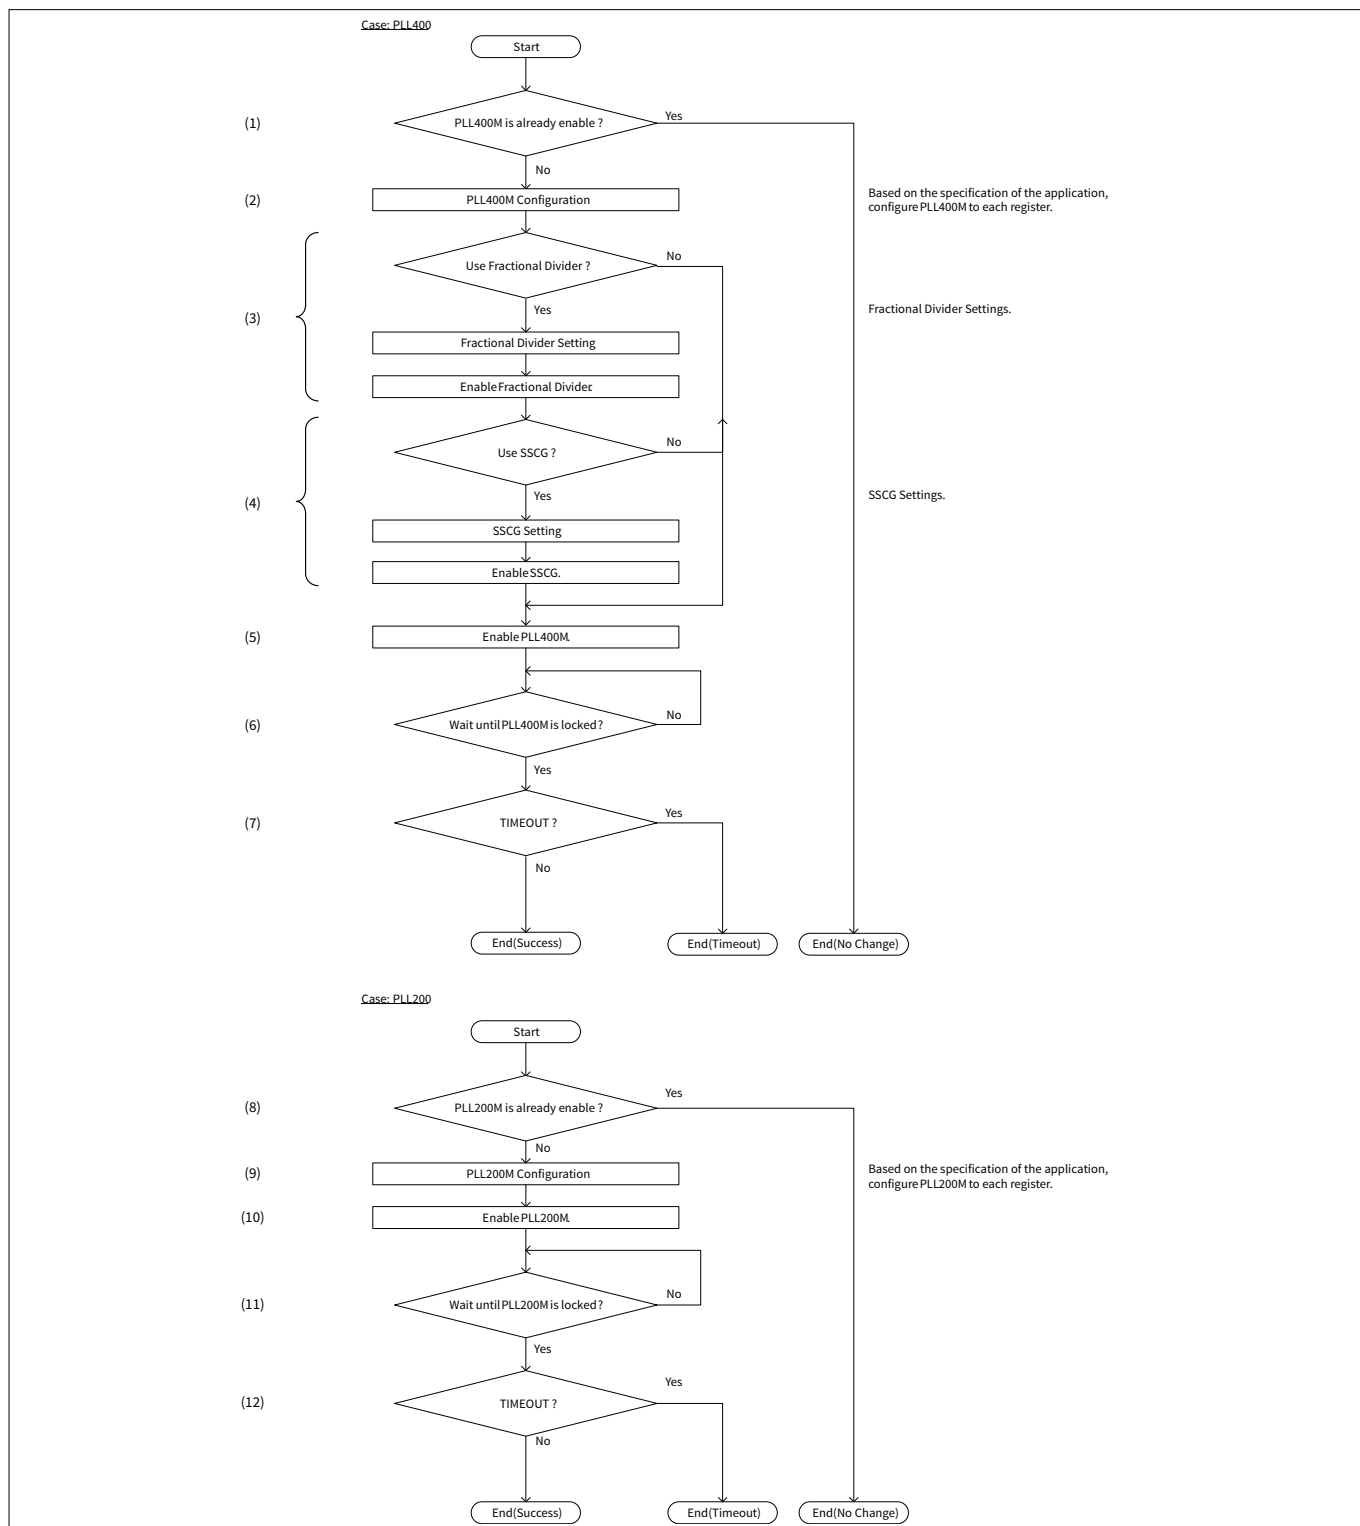 Case: PLL400
Start
(1)
PLL400M is already enable ?
Yes
No
(2)
PLL400M Configuration
Based on the specification of the application,
configure PLL400M to each register.
Use Fractional Divider ?
No
Yes
(3)
Fractional Divider Settings.
Fractional Divider Setting
Enable Fractional Divider.
Use SSCG ?
No
Yes
(4)
SSCG Settings.
SSCG Setting
Enable SSCG.
(5)
Enable PLL400M.
(6)
Wait until PLL400M is locked ?
No
Yes
(7)
TIMEOUT ?
Yes
No
End(Success)
End(Timeout)
End(No Change)
Case: PLL200
Start
(8)
PLL200M is already enable ?
Yes
No
(9)
PLL200M Configuration
Based on the specification of the application,
configure PLL200M to each register.
(10)
Enable PLL200M.
(11)
Wait until PLL200M is locked ?
No
Yes
(12)
TIMEOUT ?
Yes
No
End(Success)
End(Timeout)
End(No Change)